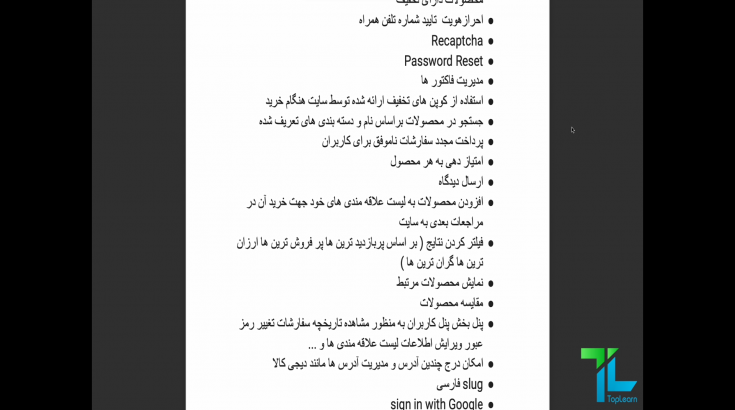 محصولات دارای تخفیف
احرازهویت تایید شماره تلفن همراه
Recaptcha
Password Reset
مدیریت فاکتور ها
استفاده از کوپن های تخفیف ارائه شده توسط سایت هنگام خرید
جستجو در محصولات براساس نام و دسته بندی های تعریف شده
پرداخت مجدد سفارشات ناموفق برای کاربران
امتیاز دهی به هر محصول
ارسال دیدگاه
افزودن محصولات به لیست علاقه مندی های خود جهت خرید آن در
مراجعات بعدی به سایت
فیلتر کردن نتایج ( بر اساس پربازدید ترین ها پر فروش ترین ها ارزان
ترین ها گران ترین ها )
نمایش محصولات مرتبط
مقایسه محصولات
پنل بخش پنل کاربران به منظور مشاهده تاریخچه سفارشات تغییر رمز
عبور ویرایش اطلاعات لیست علاقه مندی ها و ...
امکان درج چندین آدرس و مدیریت آدرس ها مانند دیجی کالا
slug فارسی
sign in with Google
TopLearn